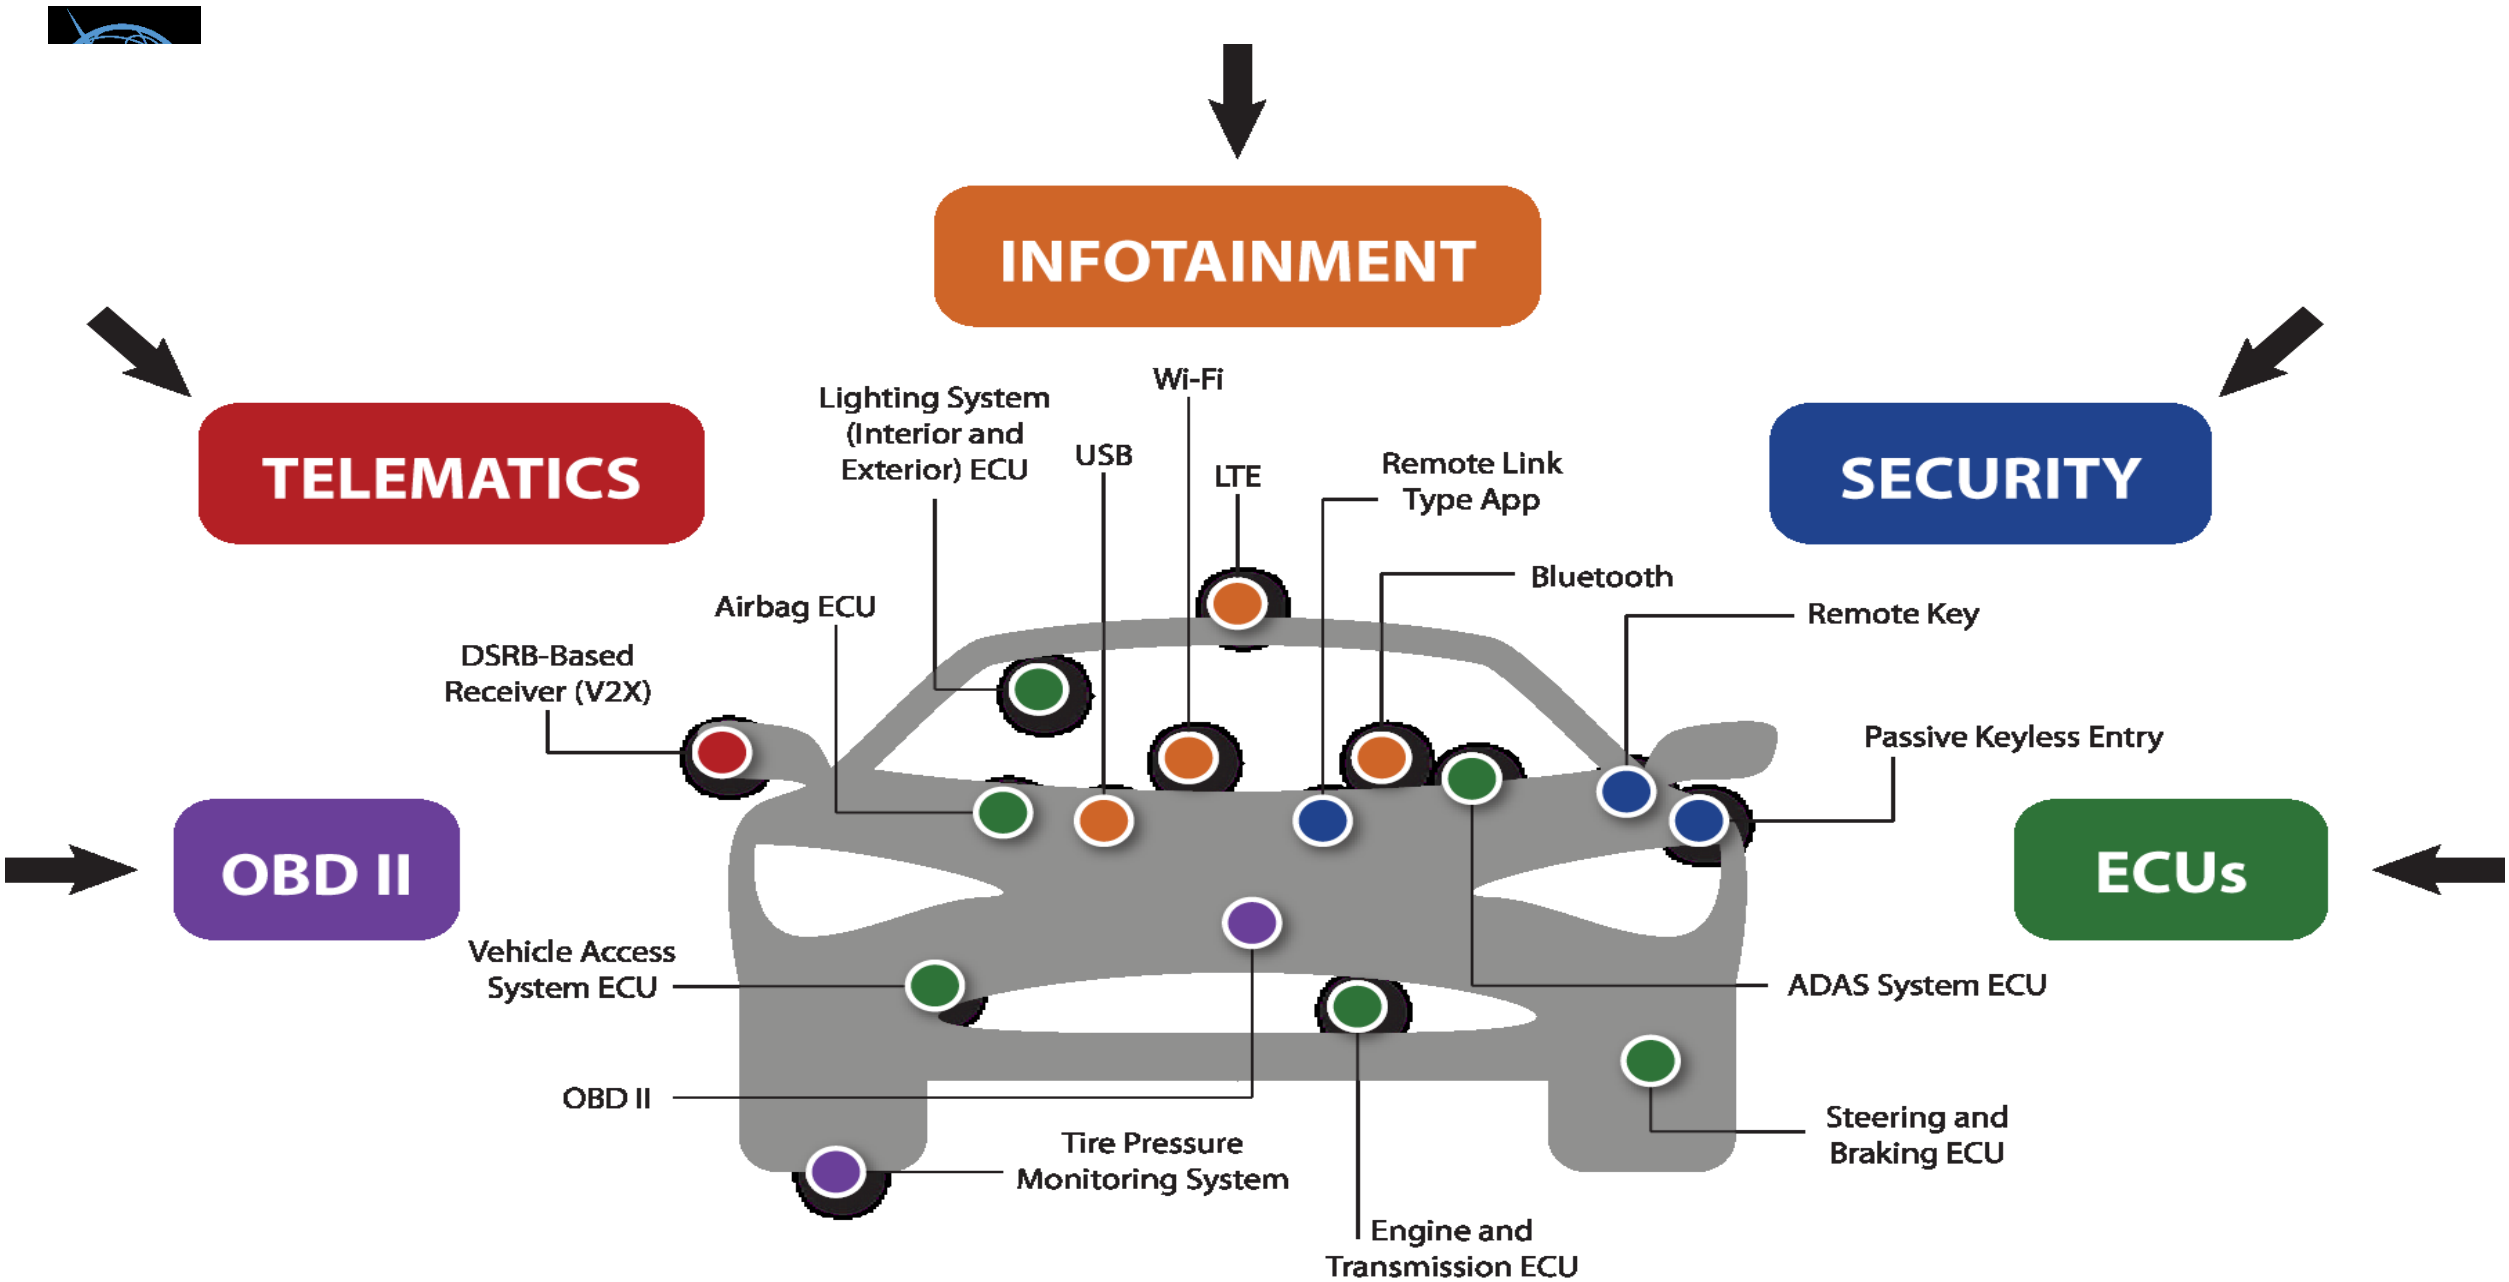 INFOTAINMENT
TELEMATICS
SECURITY
OBD II
ECUs
Wi-Fi
Lighting System
(Interior and
Exterior) ECU
USB
LTE
Remote Link
Type App
Bluetooth
Airbag ECU
Remote Key
DSRB-Based
Receiver (V2X)
Passive Keyless Entry
Vehicle Access
System ECU
ADAS System ECU
OBD II
Steering and
Braking ECU
Tire Pressure
Monitoring System
Engine and
Transmission ECU